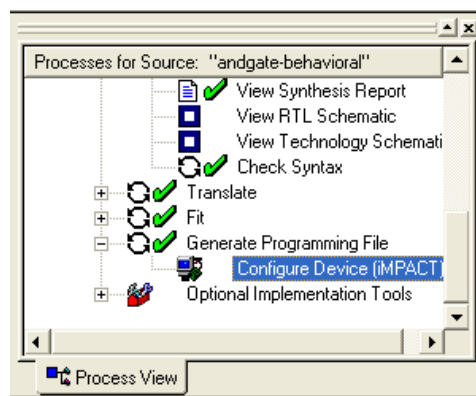 Processes for Source: "andgate-behavioral"
View Synthesis Report
View RTL Schematic
View Technology Schemati
Check Syntax
Translate
Fit
Generate Programming File
Configure Device (iMPACT)
Optional Implementation Tools
Process View